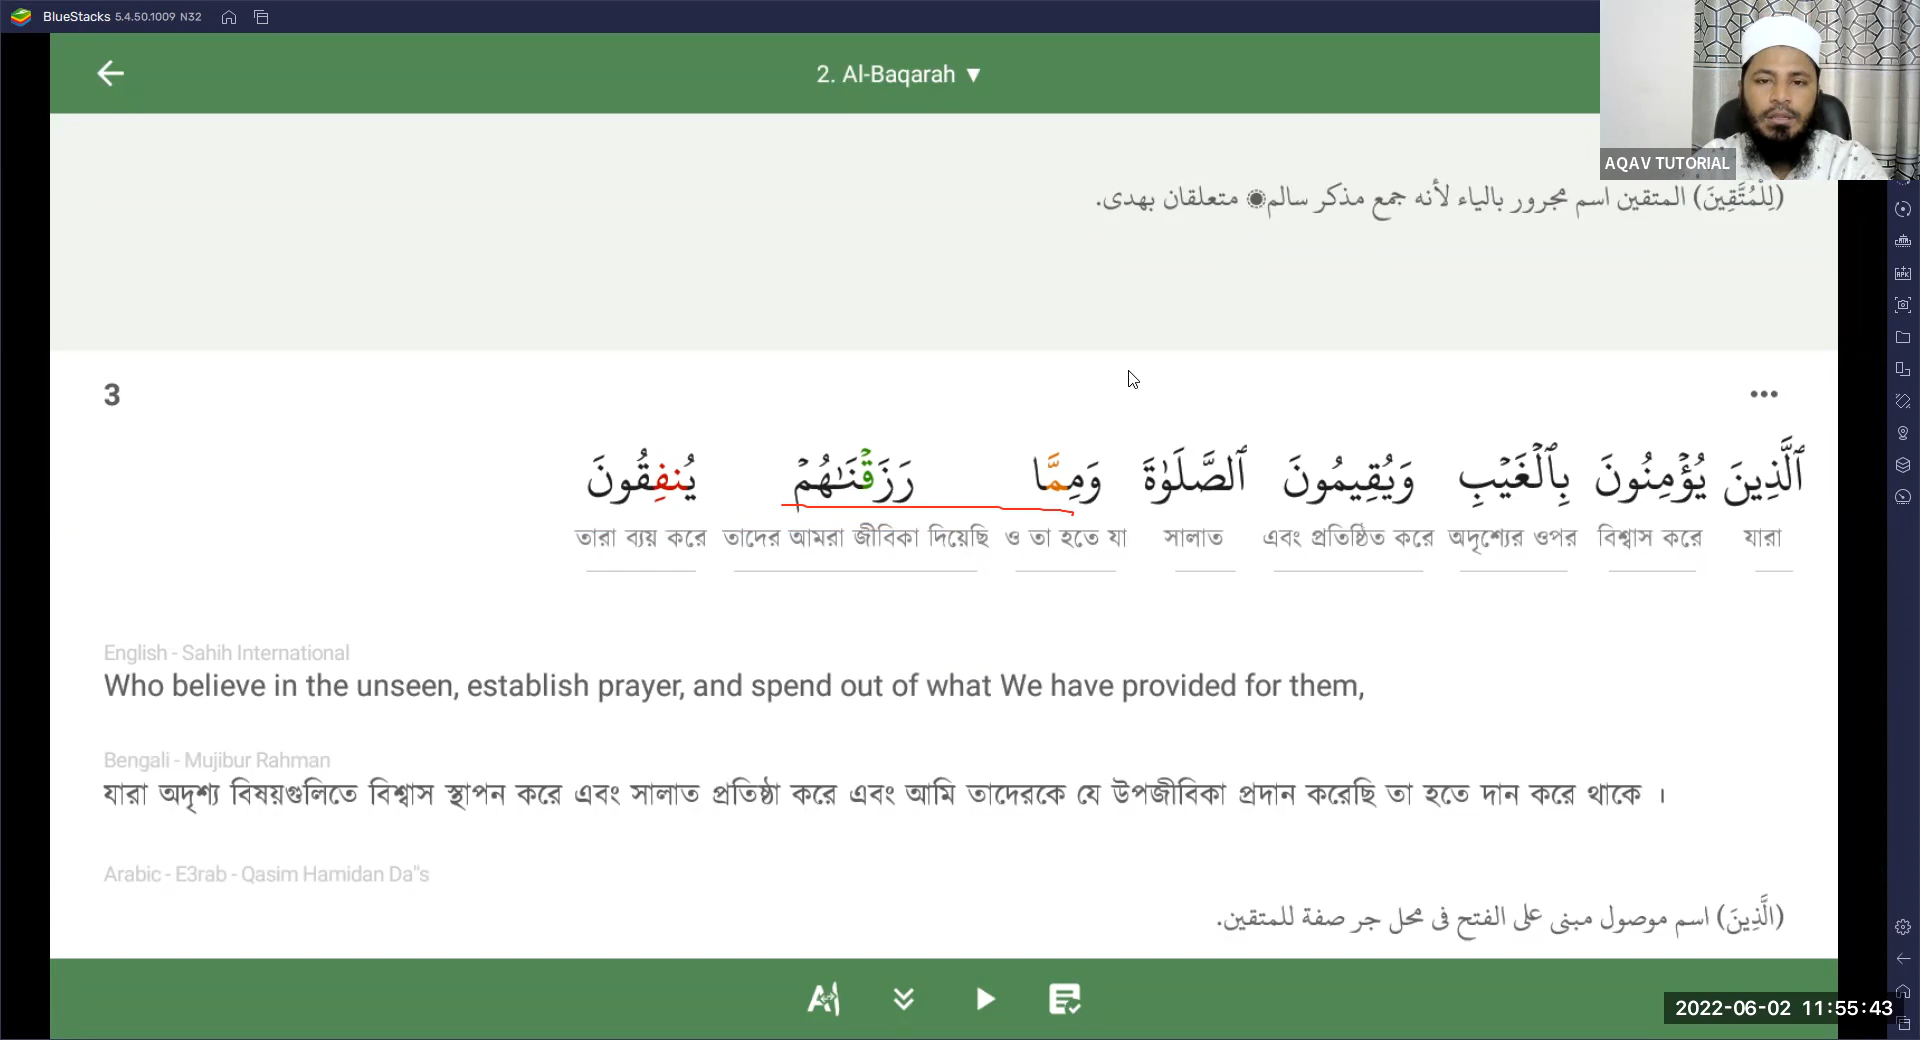 BlueStacks 5.4.50.1009 N32
2. Al-Baqarah ▼
AQAV TUTORIAL
(لِلْمُتَّقِينَ) المتقين اسم مجرور بالياء لأنه جمع مذكر سالم۞ متعلقان بهدى.
3
ٱلَّذِينَ يُؤۡمِنُونَ بِٱلۡغَيۡبِ وَيُقِيمُونَ ٱلصَّلَوٰةَ وَمِمَّا رَزَقۡنَـٰهُمۡ يُنفِقُونَ
তারা ব্যয় করে তাদের আমরা জীবিকা দিয়েছি ও তা হতে যা সালাত এবং প্রতিষ্ঠিত করে অদৃশ্যের ওপর বিশ্বাস করে যারা
English - Sahih International
Who believe in the unseen, establish prayer, and spend out of what We have provided for them,
Bengali - Mujibur Rahman
যারা অদৃশ্য বিষয়গুলিতে বিশ্বাস স্থাপন করে এবং সালাত প্রতিষ্ঠা করে এবং আমি তাদেরকে যে উপজীবিকা প্রদান করেছি তা হতে দান করে থাকে ।
Arabic - E3rab - Qasim Hamidan Da"s
(الَّذِينَ) اسم موصول مبنى على الفتح فى محل جر صفة للمتقين.
2022-06-02 11:55:43